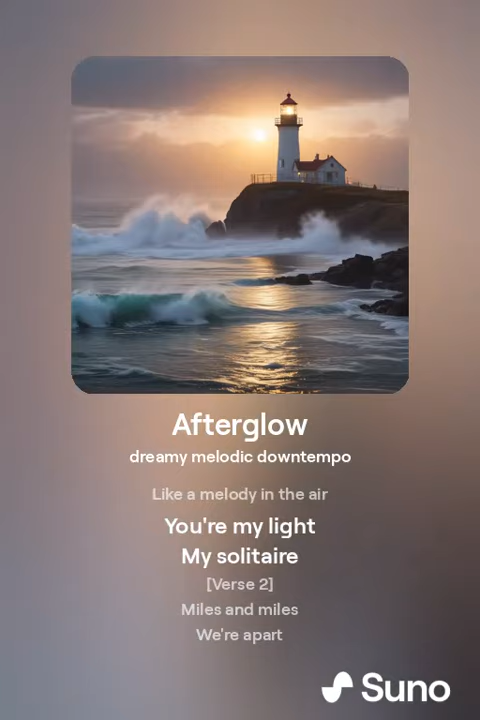 Afterglow
dreamy melodic downtempo
Like a melody in the air
You're my light
My solitaire
[Verse 2]
Miles and miles
We're apart
Suno